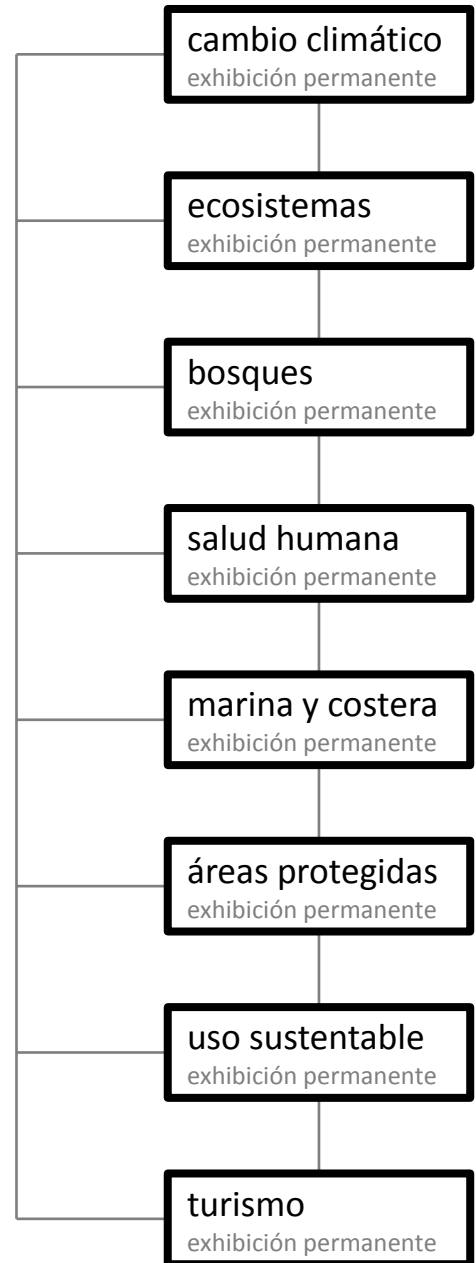 cambio climático
exhibición permanente
ecosistemas
exhibición permanente
bosques
exhibición permanente
salud humana
exhibición permanente
marina y costera
exhibición permanente
áreas protegidas
exhibición permanente
uso sustentable
exhibición permanente
turismo
exhibición permanente